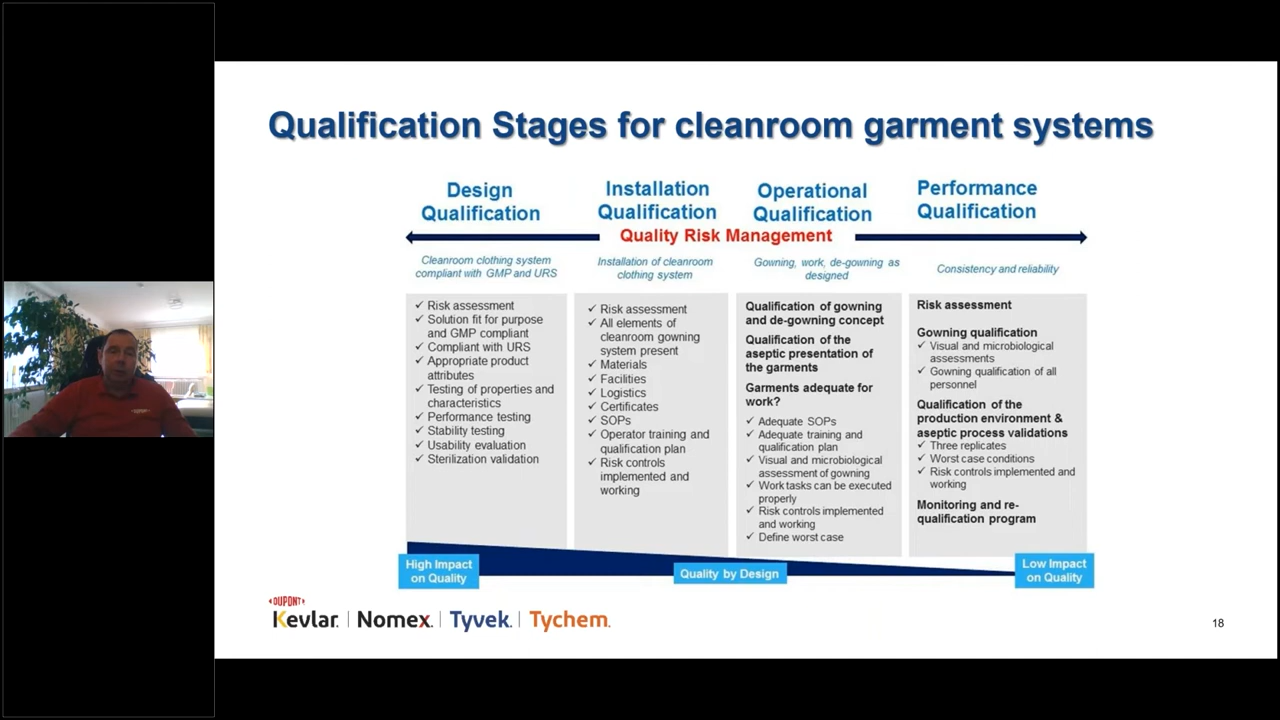 Qualification Stages for cleanroom garment systems
Design
Qualification
Installation
Qualification
Operational
Qualification
Performance
Qualification
Quality Risk Management
Cleanroom clothing system
compliant with GMP and URS
Installation of cleanroom
clothing system
Gowning, work, de-gowning as
designed
Consistency and reliability
✓ Risk assessment
✓ Solution fit for purpose
and GMP compliant
✓ Compliant with URS
✓ Appropriate product
attributes
✓ Testing of properties and
characteristics
✓ Performance testing
✓ Stability testing
✓ Usability evaluation
✓ Sterilization validation
✓ Risk assessment
✓ All elements of
cleanroom gowning
system present
✓ Materials
✓ Facilities
✓ Logistics
✓ Certificates
✓ SOPs
✓ Operator training and
qualification plan
✓ Risk controls
implemented and
working
Qualification of gowning
and de-gowning concept
Qualification of the
aseptic presentation of
the garments
Garments adequate for
work?
✓ Adequate SOPs
✓ Adequate training and
qualification plan
✓ Visual and microbiological
assessment of gowning
✓ Work tasks can be executed
properly
✓ Risk controls implemented
and working
✓ Define worst case
Risk assessment
Gowning qualification
✓ Visual and microbiological
assessments
✓ Gowning qualification of all
personnel
Qualification of the
production environment &
aseptic process validations
✓ Three replicates
✓ Worst case conditions
✓ Risk controls implemented and
working
Monitoring and re-
qualification program
High Impact
on Quality
Quality by Design
Low Impact
on Quality
DUPONT
Kevlar. | Nomex. | Tyvek. | Tychem.
18